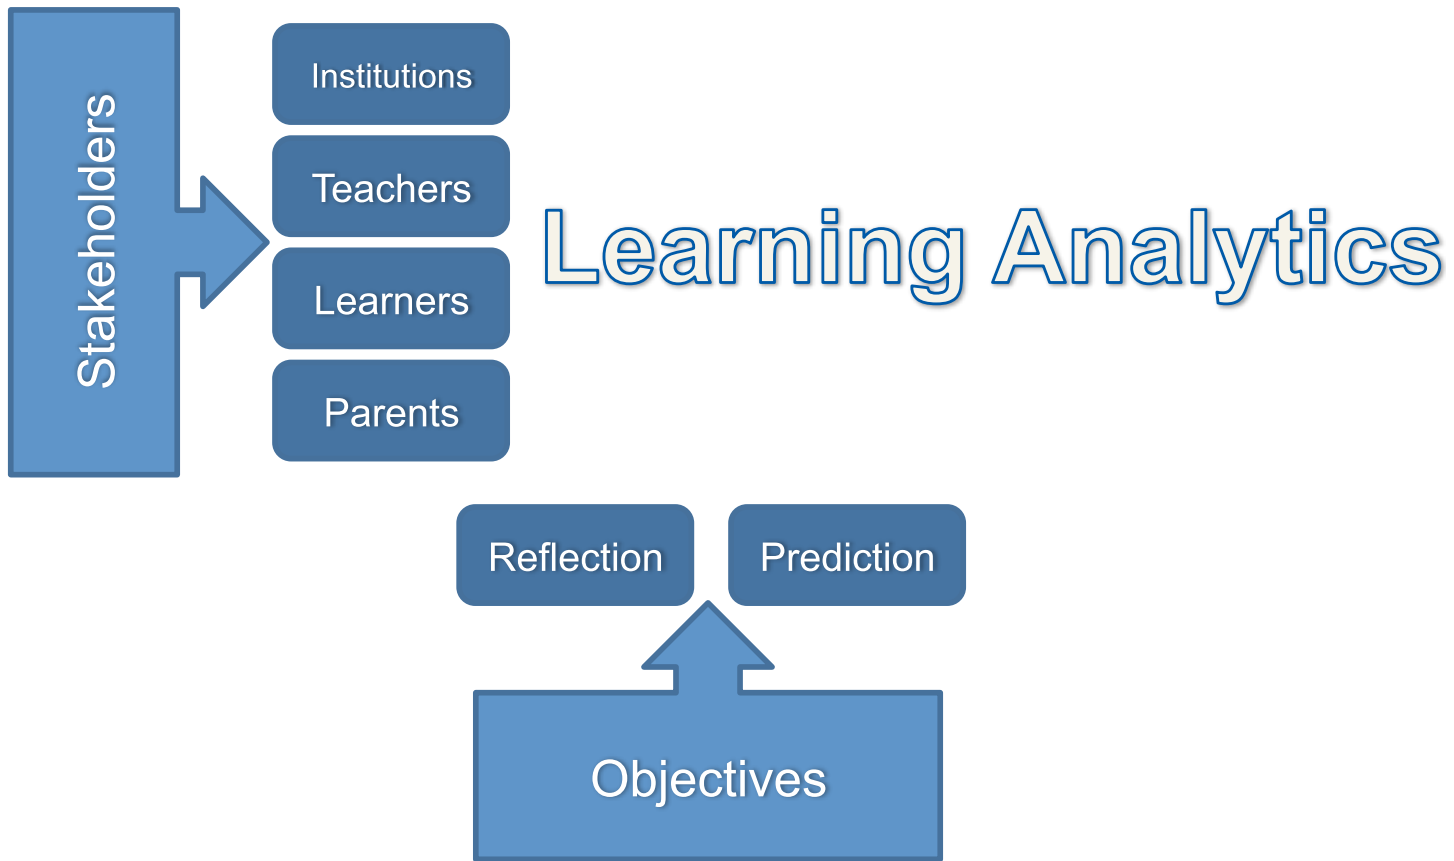 Stakeholders
Institutions
Teachers
Learners
Parents
Learning Analytics
Reflection
Prediction
Objectives